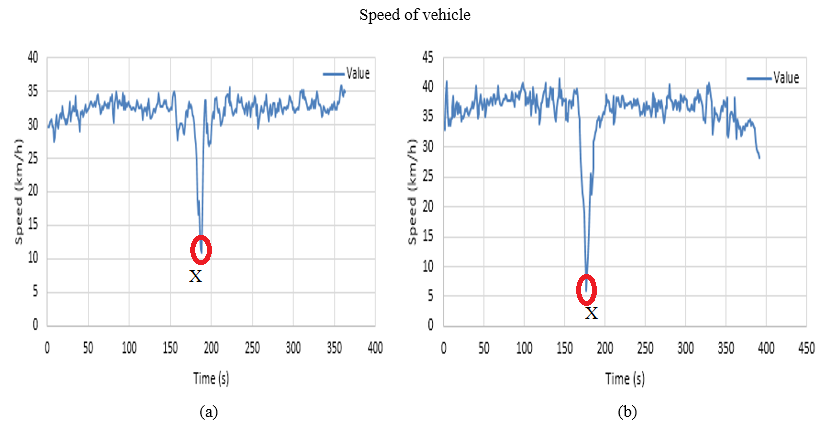 Speed of vehicle
Value
40
35
30
25
20
15
10
5
0
Speed (km/h)
X
0 50 100 150 200 250 300 350 400
Time (s)
(a)
Value
45
40
35
30
25
20
15
10
5
0
Speed (km/h)
X
0 50 100 150 200 250 300 350 400 450
Time (s)
(b)